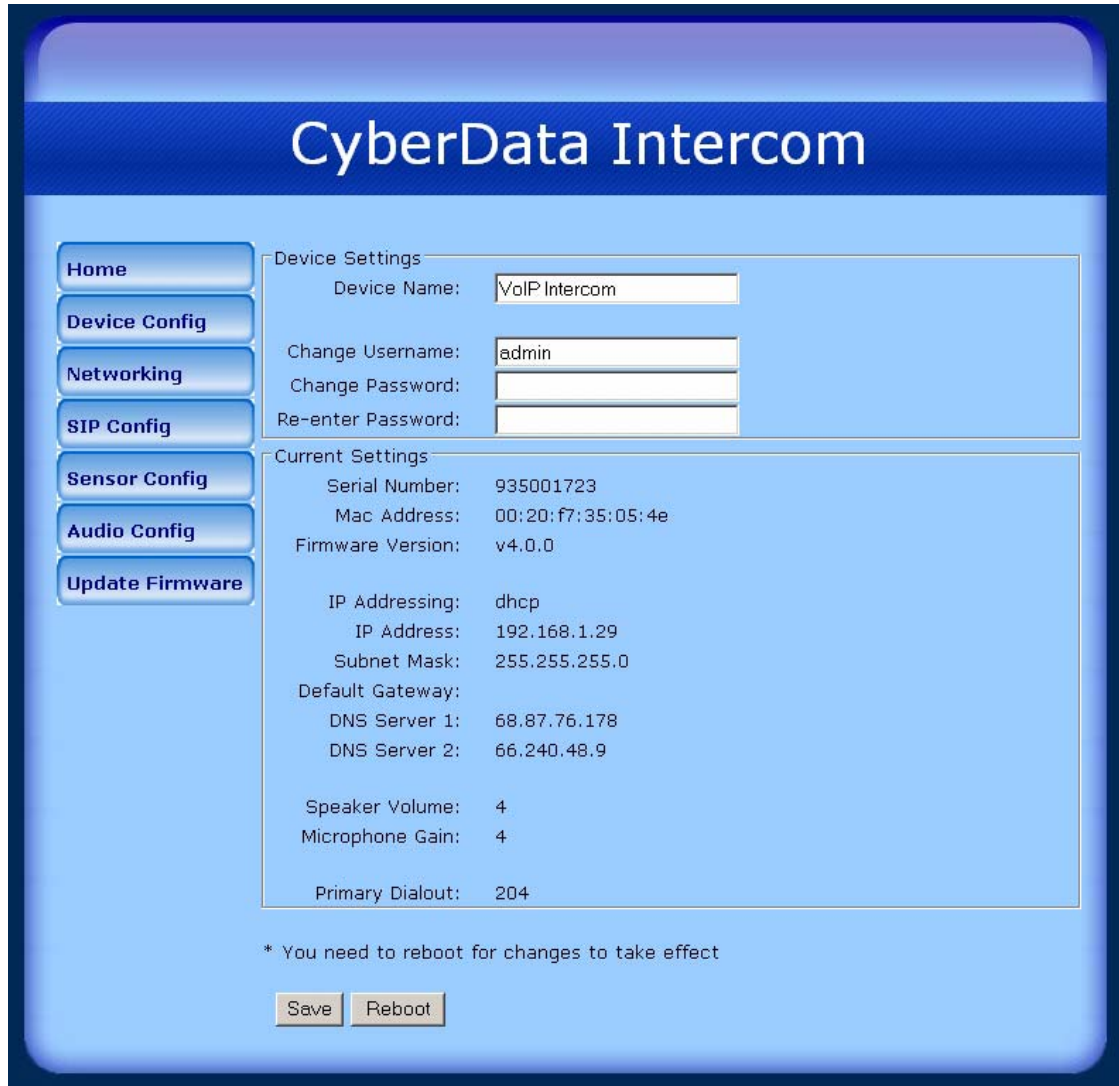 CyberData Intercom
Home
Device Config
Networking
SIP Config
Sensor Config
Audio Config
Update Firmware
Device Settings
Device Name: VoIP Intercom
Change Username: admin
Change Password:
Re-enter Password:
Current Settings
Serial Number: 935001723
Mac Address: 00:20:f7:35:05:4e
Firmware Version: v4.0.0
IP Addressing: dhcp
IP Address: 192.168.1.29
Subnet Mask: 255.255.255.0
Default Gateway:
DNS Server 1: 68.87.76.178
DNS Server 2: 66.240.48.9
Speaker Volume: 4
Microphone Gain: 4
Primary Dialout: 204
* You need to reboot for changes to take effect
Save Reboot